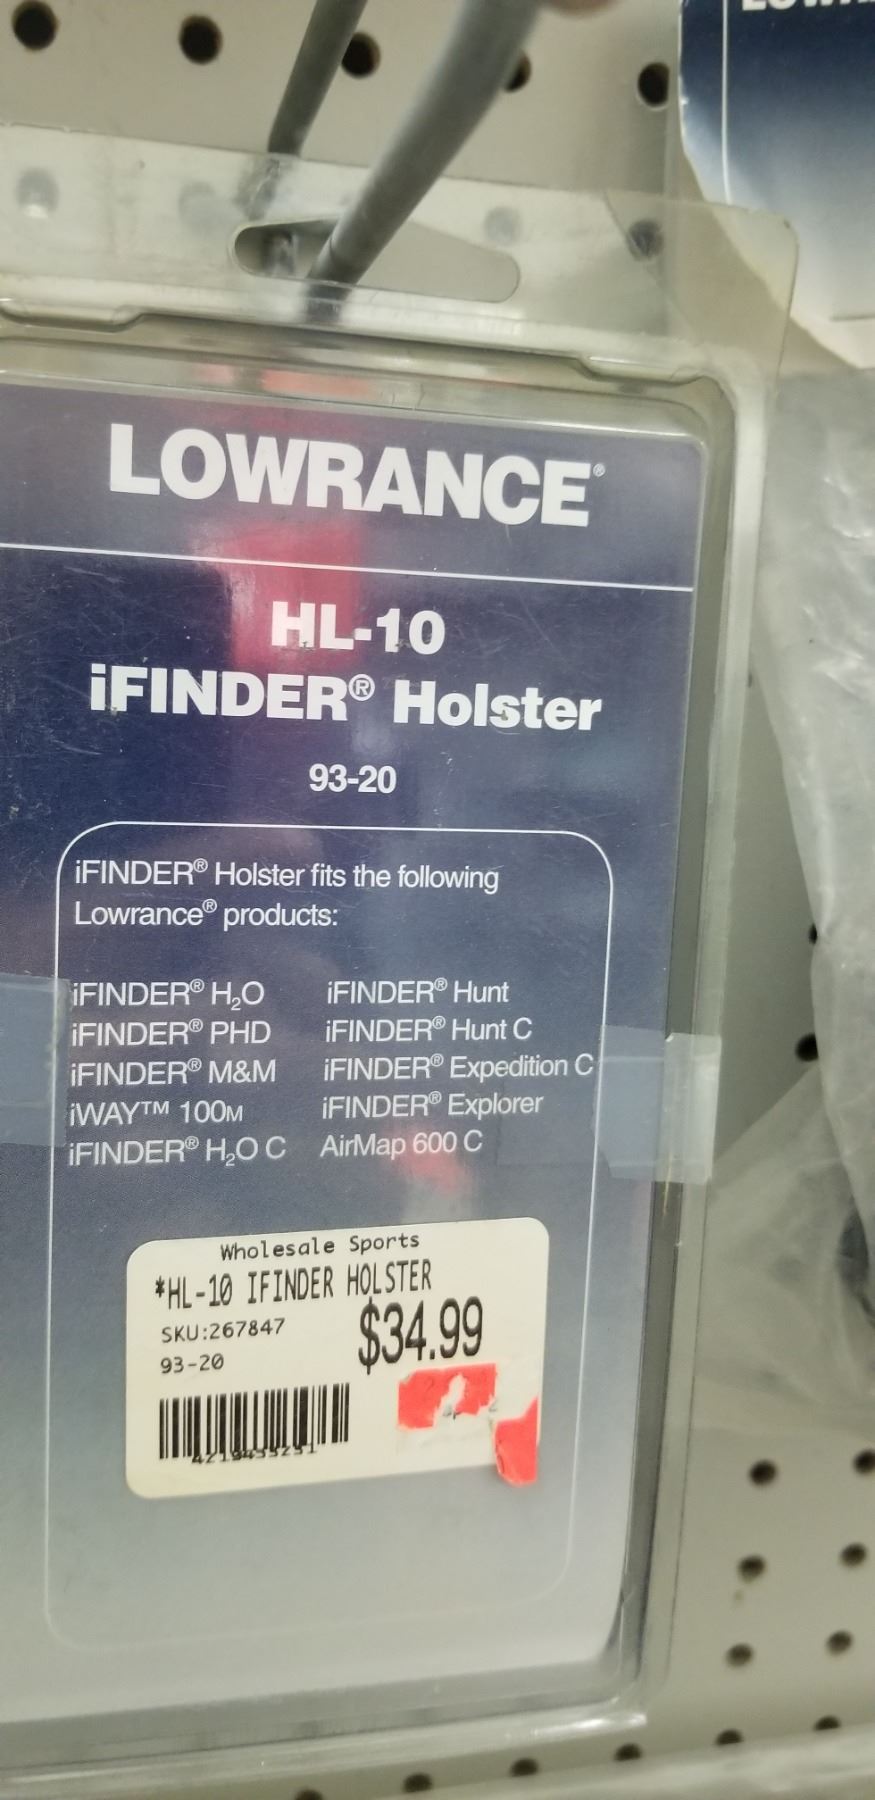 LOWRANCE®
HL-10
iFINDER® Holster
93-20
iFINDER® Holster fits the following
Lowrance® products:
iFINDER® H₂O
iFINDER® PHD
iFINDER® M&M
iWAY™ 100M
iFINDER® H₂O C
iFINDER® Hunt
iFINDER® Hunt C
iFINDER® Expedition C
iFINDER® Explorer
AirMap 600 C
Wholesale Sports
*HL-10 IFINDER HOLSTER
SKU:267847
$34.99
93-20